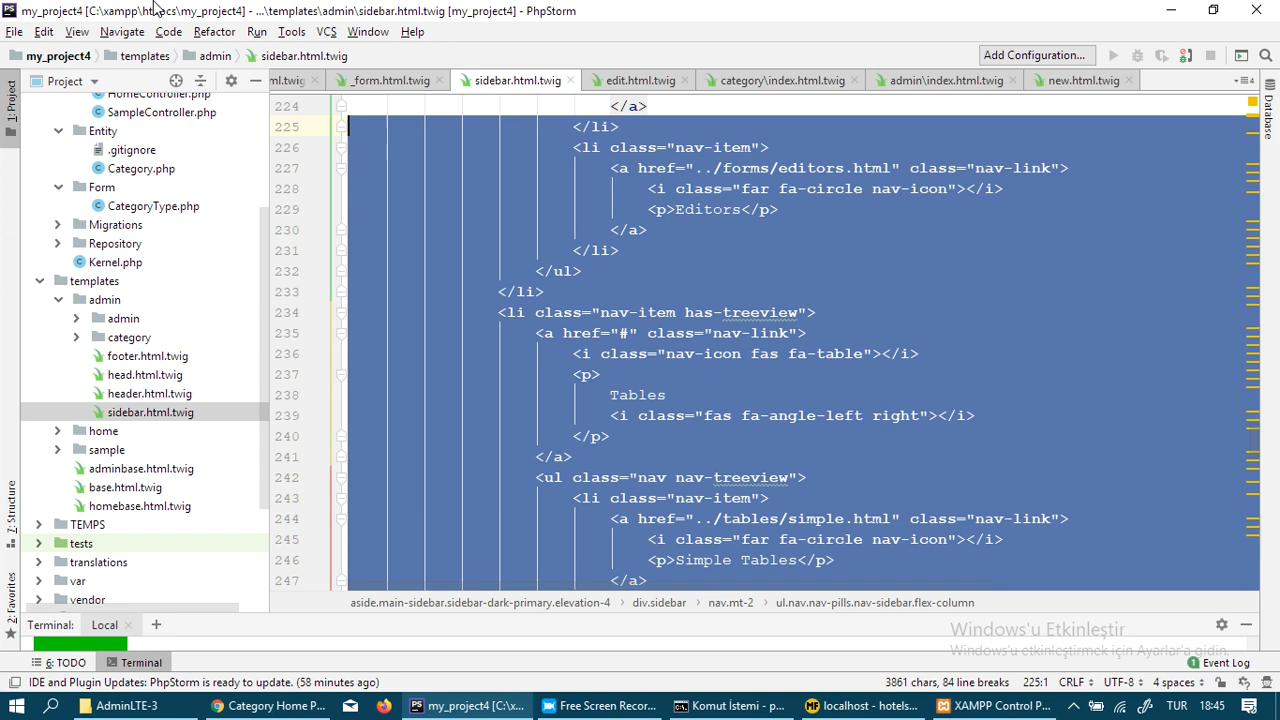 my_project4 [C:\xampp\htdocs\my_project4] - ...\templates\admin\sidebar.html.twig [my_project4] - PhpStorm
File Edit View Navigate Code Refactor Run Tools VCS Window Help
my_project4 templates admin sidebar.html.twig Add Configuration...
Project ml.twig _form.html.twig sidebar.html.twig edit.html.twig category\index.html.twig admin\index.html.twig new.html.twig
1: Project
Database
HomeController.php
SampleController.php
Entity
.gitignore
Category.php
Form
CategoryType.php
Migrations
Repository
Kernel.php
templates
admin
admin
category
footer.html.twig
head.html.twig
header.html.twig
sidebar.html.twig
home
sample
adminbase.html.twig
base.html.twig
homebase.html.twig
TEMPS
tests
translations
var
vendor
2: Structure
2: Favorites
224 </a>
225 </li>
226 <li class="nav-item">
227 <a href="../forms/editors.html" class="nav-link">
228 <i class="far fa-circle nav-icon"></i>
229 <p>Editors</p>
230 </a>
231 </li>
232 </ul>
233 </li>
234 <li class="nav-item has-treeview">
235 <a href="#" class="nav-link">
236 <i class="nav-icon fas fa-table"></i>
237 <p>
238 Tables
239 <i class="fas fa-angle-left right"></i>
240 </p>
241 </a>
242 <ul class="nav nav-treeview">
243 <li class="nav-item">
244 <a href="../tables/simple.html" class="nav-link">
245 <i class="far fa-circle nav-icon"></i>
246 <p>Simple Tables</p>
247 </a>
aside.main-sidebar.sidebar-dark-primary.elevation-4 › div.sidebar › nav.mt-2 › ul.nav.nav-pills.nav-sidebar.flex-column
Terminal: Local
Windows'u Etkinleştir
Windows'u etkinleştirmek için Ayarlar'a gidin.
6: TODO Terminal Event Log
IDE and Plugin Updates: PhpStorm is ready to update. (58 minutes ago) 3861 chars, 84 line breaks 225:1 CRLF UTF-8 4 spaces
AdminLTE-3 Category Home P... my_project4 [C:\x... Free Screen Recor... Komut İstemi - p... localhost - hotels... XAMPP Control P... TUR 18:45